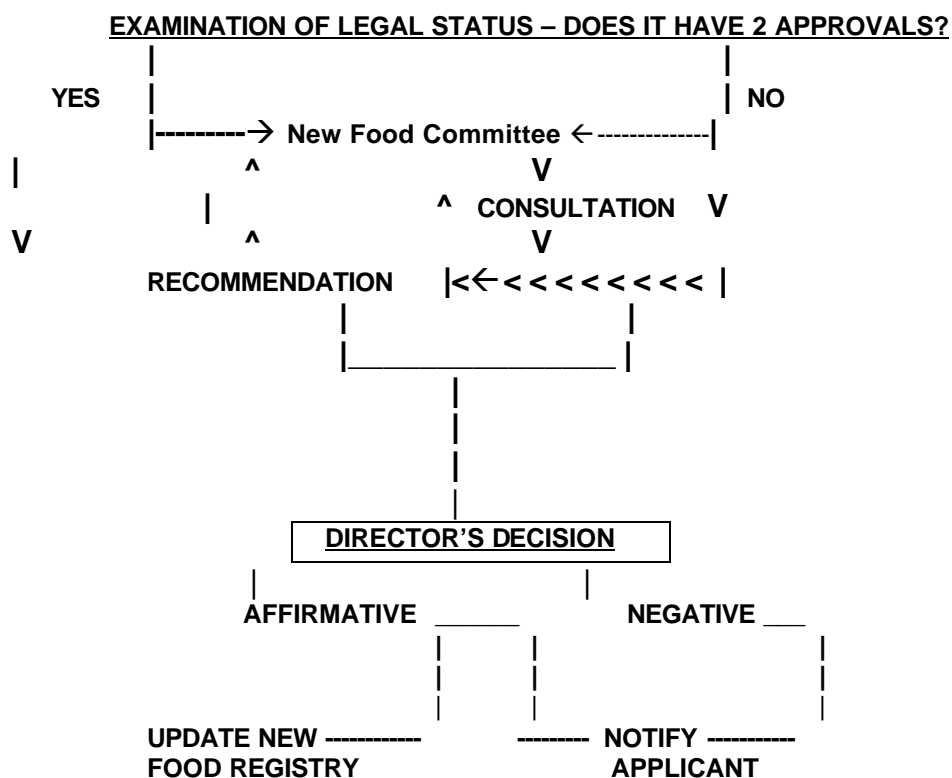 EXAMINATION OF LEGAL STATUS – DOES IT HAVE 2 APPROVALS?
YES NO
New Food Committee
CONSULTATION
RECOMMENDATION
DIRECTOR’S DECISION
AFFIRMATIVE NEGATIVE
UPDATE NEW NOTIFY
FOOD REGISTRY APPLICANT